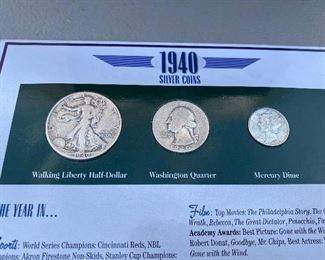 1940
SILVER COINS
Walking Liberty Half-Dollar
Washington Quarter
Mercury Dime
THE YEAR IN...
Sports: World Series Champions: Cincinnati Reds, NBL
mpions: Akron Firestone Non-Skids, Stanley Cup Champions
Film: Top Movies: The Philadelphia Story, The G
Wrath, Rebecca, The Great Dictator, Pinocchio, Fa
Academy Awards: Best Picture: Gone with the Wind
Robert Donat, Goodbye, Mr. Chips, Best Actress:
Gone with the Wind.